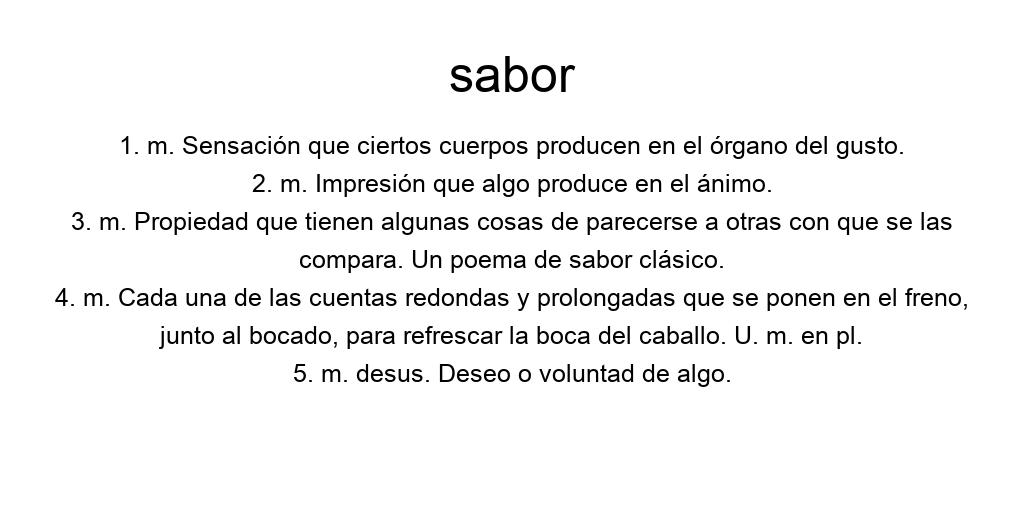 sabor
1. m. Sensación que ciertos cuerpos producen en el órgano del gusto.
2. m. Impresión que algo produce en el ánimo.
3. m. Propiedad que tienen algunas cosas de parecerse a otras con que se las
compara. Un poema de sabor clásico.
4. m. Cada una de las cuentas redondas y prolongadas que se ponen en el freno,
junto al bocado, para refrescar la boca del caballo. U. m. en pl.
5. m. desus. Deseo o voluntad de algo.